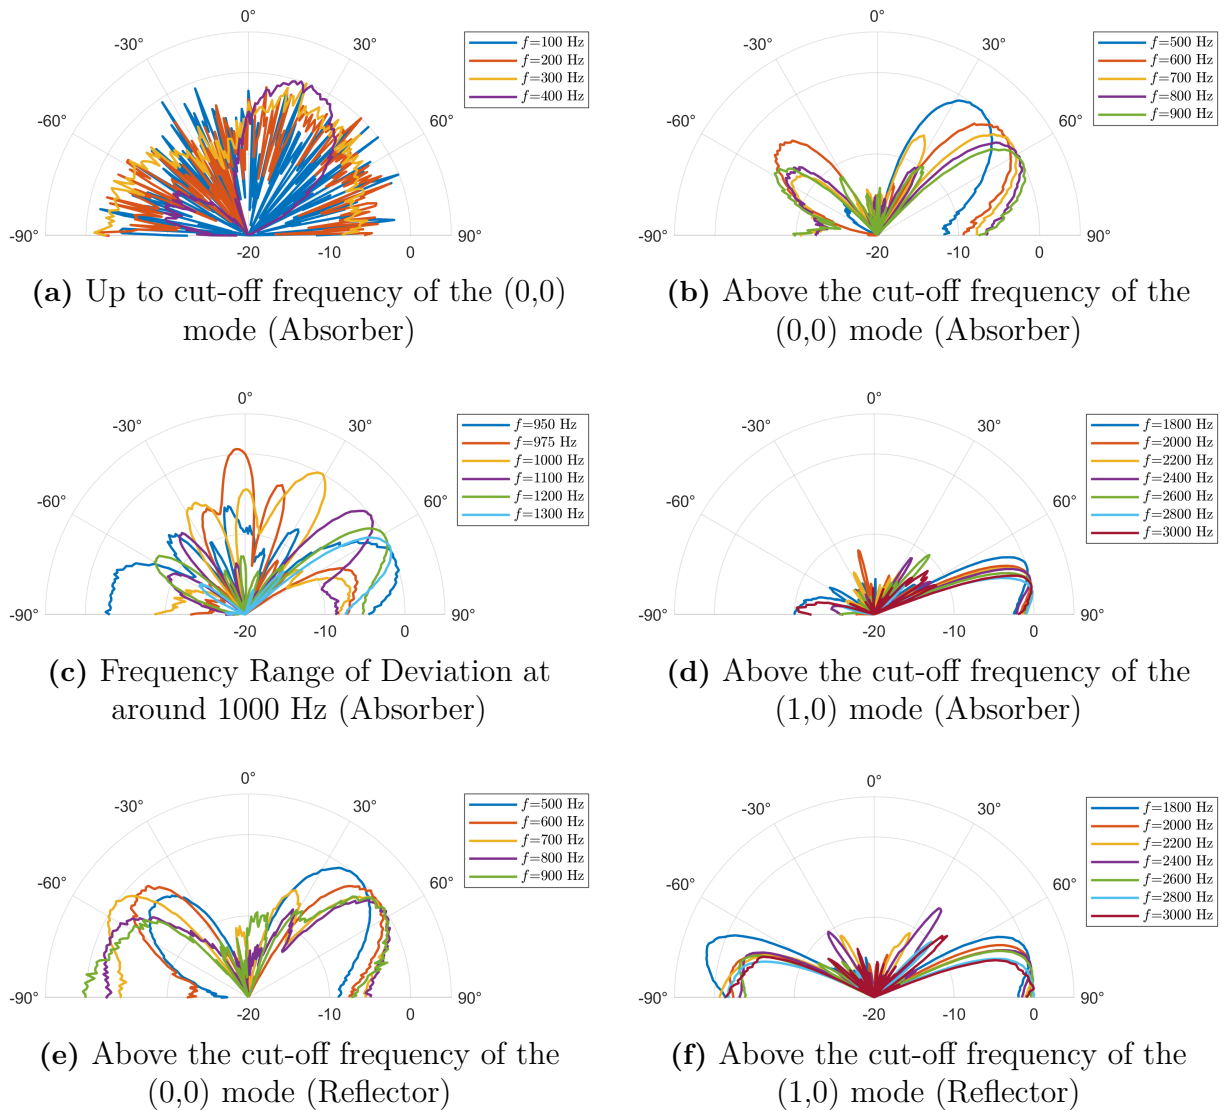 0°
-30°
30°
-60°
60°
-90°
90°
-20
-10
0
f=100 Hz
f=200 Hz
f=300 Hz
f=400 Hz
(a) Up to cut-off frequency of the (0,0)
mode (Absorber)
0°
-30°
30°
-60°
60°
-90°
90°
-20
-10
0
f=500 Hz
f=600 Hz
f=700 Hz
f=800 Hz
f=900 Hz
(b) Above the cut-off frequency of the
(0,0) mode (Absorber)
0°
-30°
30°
-60°
60°
-90°
90°
-20
-10
0
f=950 Hz
f=975 Hz
f=1000 Hz
f=1100 Hz
f=1200 Hz
f=1300 Hz
(c) Frequency Range of Deviation at
around 1000 Hz (Absorber)
0°
-30°
30°
-60°
60°
-90°
90°
-20
-10
0
f=1800 Hz
f=2000 Hz
f=2200 Hz
f=2400 Hz
f=2600 Hz
f=2800 Hz
f=3000 Hz
(d) Above the cut-off frequency of the
(1,0) mode (Absorber)
0°
-30°
30°
-60°
60°
-90°
90°
-20
-10
0
f=500 Hz
f=600 Hz
f=700 Hz
f=800 Hz
f=900 Hz
(e) Above the cut-off frequency of the
(0,0) mode (Reflector)
0°
-30°
30°
-60°
60°
-90°
90°
-20
-10
0
f=1800 Hz
f=2000 Hz
f=2200 Hz
f=2400 Hz
f=2600 Hz
f=2800 Hz
f=3000 Hz
(f) Above the cut-off frequency of the
(1,0) mode (Reflector)